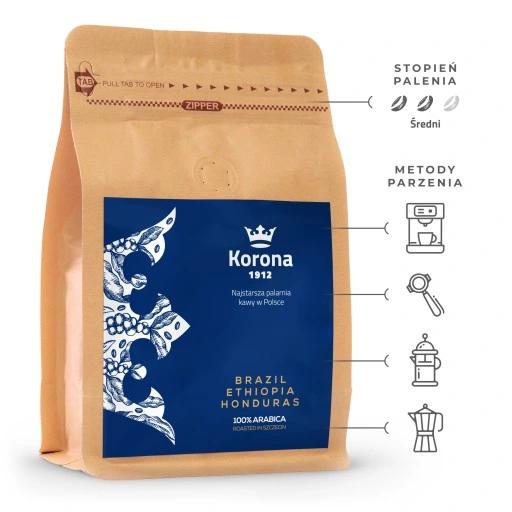 TAB
PULL TAB TO OPEN
ZIPPER
STOPIEŃ
PALENIA
Średni
METODY
PARZENIA
Korona
1912
Najstarsza palarnia
kawy w Polsce
BRAZIL
ETHIOPIA
HONDURAS
100% ARABICA
ROASTED IN SZCZECIN